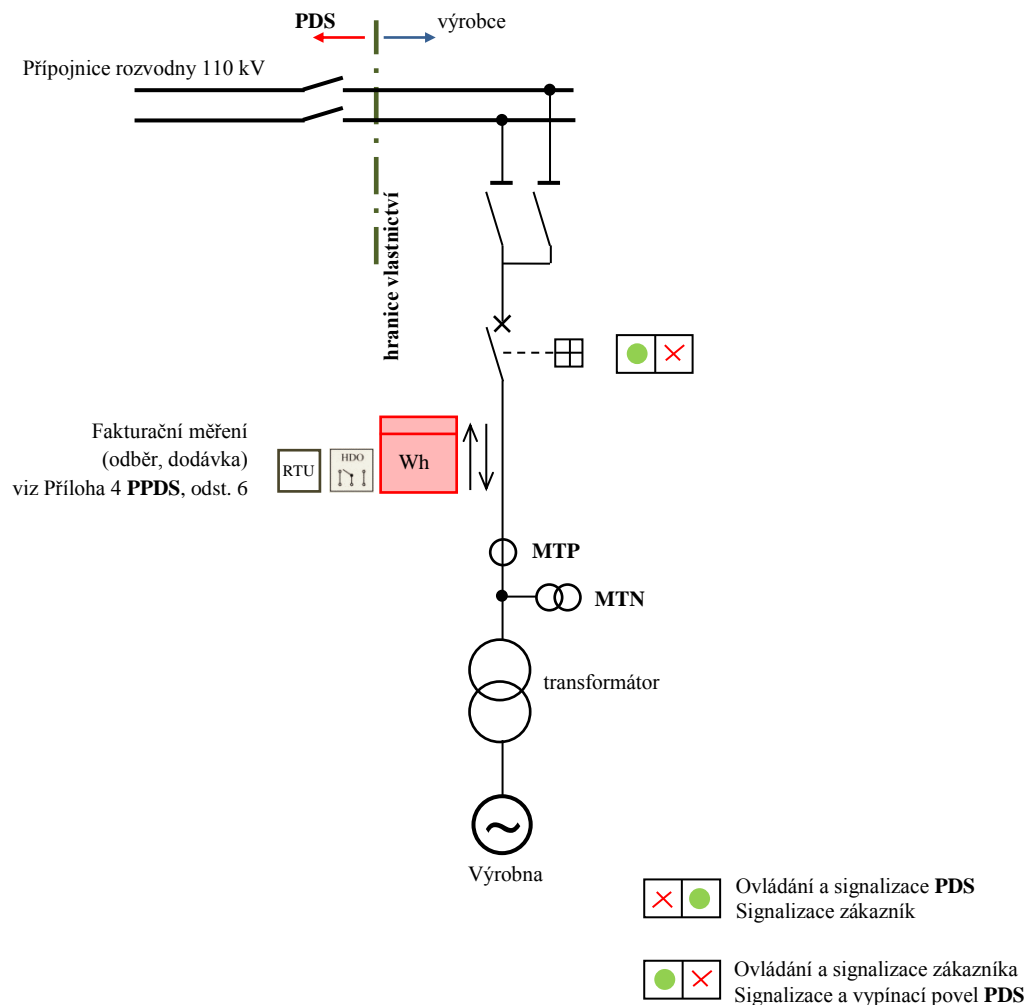 PDS
výrobce
Přípojnice rozvodny 110 kV
hranice vlastnictví
Fakturační měření
(odběr, dodávka)
viz Příloha 4 PPDS, odst. 6
RTU
HDO
Wh
MTP
MTN
transformátor
Výrobna
Ovládání a signalizace PDS
Signalizace zákazník
Ovládání a signalizace zákazníka
Signalizace a vypínací povel PDS